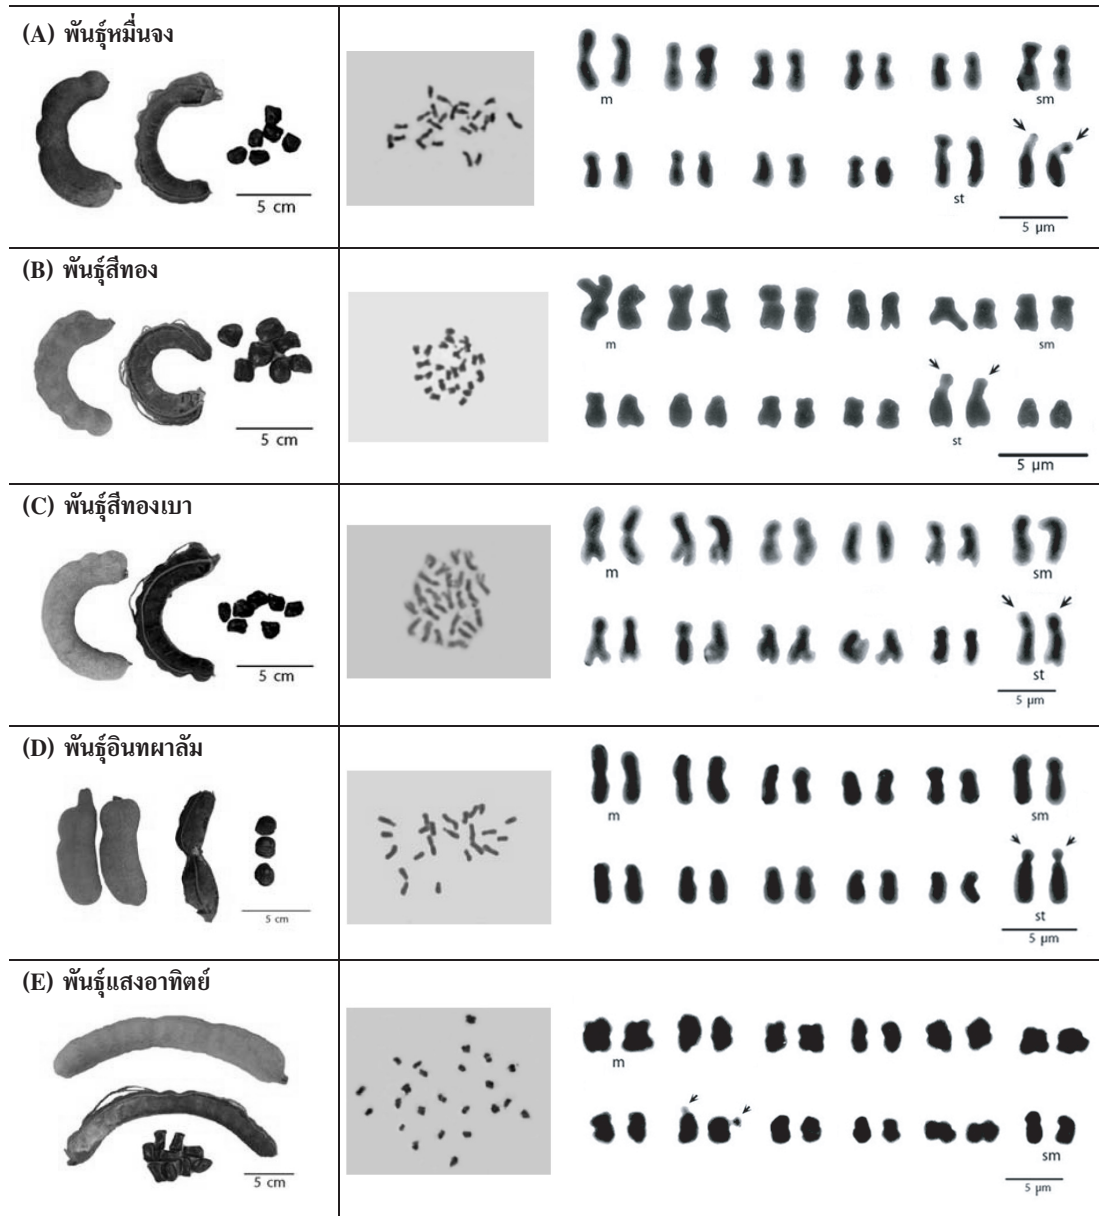 (A) พันธุ์หมื่นจง
5 cm
m
sm
st
5 μm
(B) พันธุ์สีทอง
5 cm
m
sm
st
5 μm
(C) พันธุ์สีทองเบา
5 cm
m
sm
st
5 μm
(D) พันธุ์อินทผาลัม
5 cm
m
sm
st
5 μm
(E) พันธุ์แสงอาทิตย์
5 cm
m
sm
5 μm